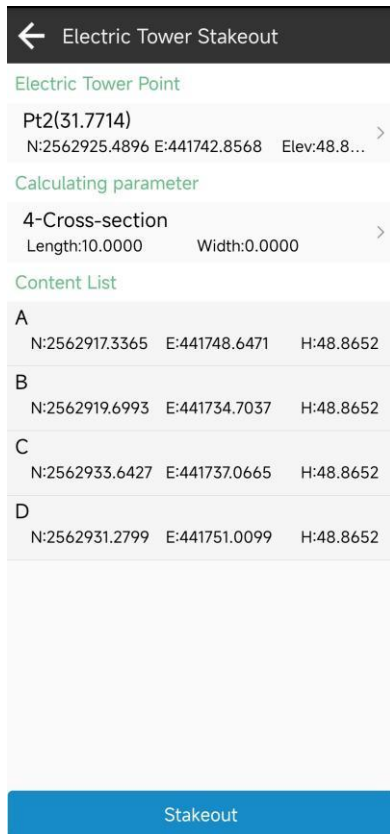 Electric Tower Stakeout
Electric Tower Point
Pt2(31.7714)
N:2562925.4896 E:441742.8568 Elev:48.8...
Calculating parameter
4-Cross-section
Length:10.0000 Width:0.0000
Content List
A
N:2562917.3365 E:441748.6471 H:48.8652
B
N:2562919.6993 E:441734.7037 H:48.8652
C
N:2562933.6427 E:441737.0665 H:48.8652
D
N:2562931.2799 E:441751.0099 H:48.8652
Stakeout